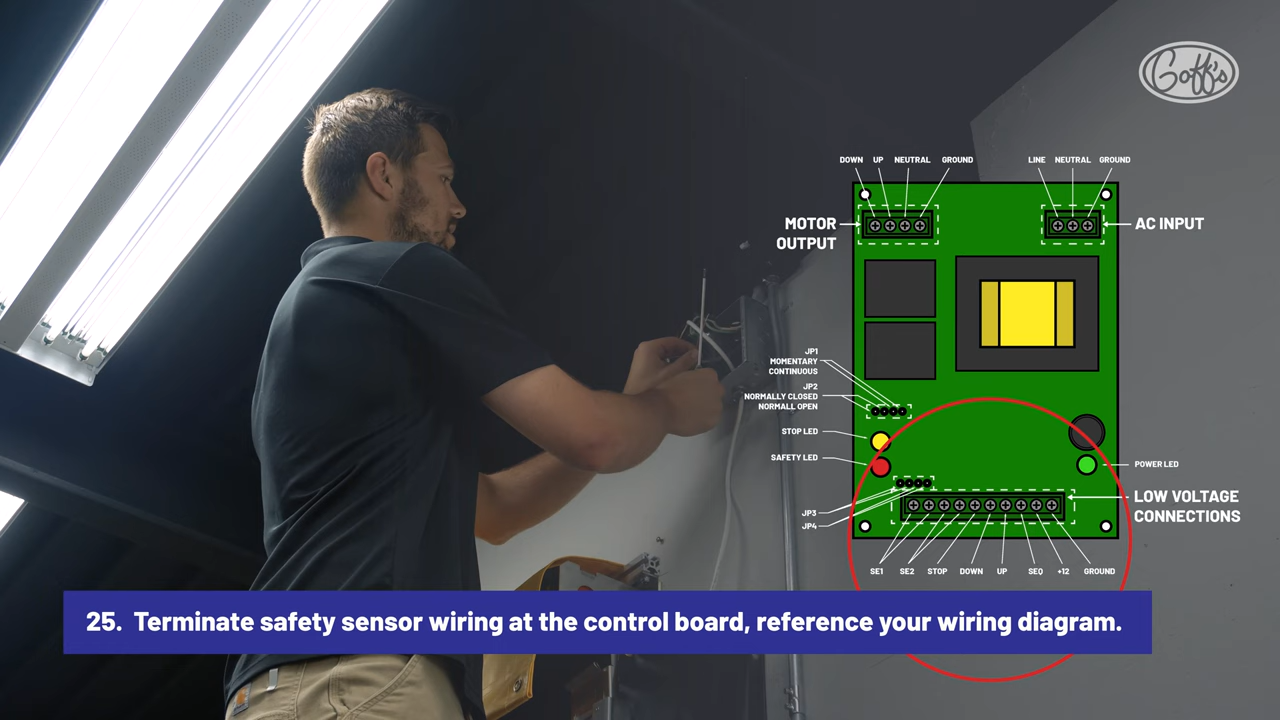 Goff's
DOWN UP NEUTRAL GROUND
LINE NEUTRAL GROUND
MOTOR
OUTPUT
AC INPUT
JP1
MOMENTARY
CONTINUOUS
JP2
NORMALLY CLOSED
NORMALL OPEN
STOP LED
SAFETY LED
POWER LED
LOW VOLTAGE
CONNECTIONS
JP3
JP4
SE1 SE2 STOP DOWN UP SEQ +12 GROUND
25. Terminate safety sensor wiring at the control board, reference your wiring diagram.